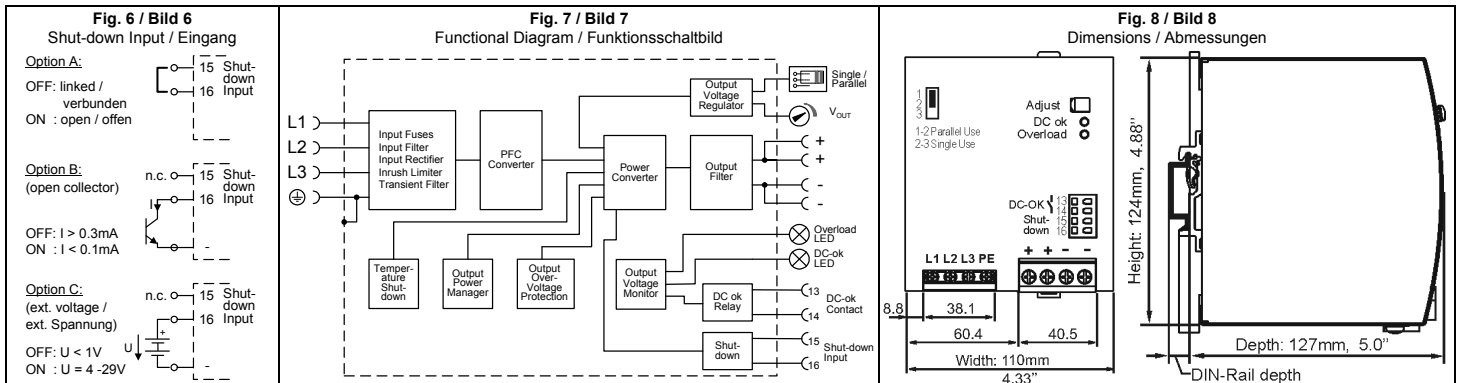 Fig. 6 / Bild 6
Shut-down Input / Eingang
Option A:
OFF: linked /
verbunden
ON : open / offen
15 Shut-
down
16 Input
Option B:
(open collector)
OFF: I > 0.3mA
ON : I < 0.1mA
n.c.
15 Shut-
down
16 Input
I
-
Option C:
(ext. voltage /
ext. Spannung)
OFF: U < 1V
ON : U = 4 -29V
n.c.
15 Shut-
down
16 Input
U
+
-
Fig. 7 / Bild 7
Functional Diagram / Funktionsschaltbild
L1
L2
L3
Input Fuses
Input Filter
Input Rectifier
Inrush Limiter
Transient Filter
PFC
Converter
Power
Converter
Output
Filter
Output
Voltage
Regulator
Single /
Parallel
VOUT
+
+
-
-
Temper-
ature
Shut-
down
Output
Power
Manager
Output
Over-
Voltage
Protection
Output
Voltage
Monitor
Overload
LED
DC-ok
LED
DC ok
Relay
13
DC-ok
Contact
14
Shut-
down
15
Shut-down
Input
16
Fig. 8 / Bild 8
Dimensions / Abmessungen
1
2
3
1-2 Parallel Use
2-3 Single Use
Adjust
DC ok
Overload
DC-OK
Shut-
down
13
14
15
16
L1 L2 L3 PE
+ + - -
8.8
38.1
60.4
40.5
Width: 110mm
4.33"
Height: 124mm, 4.88"
Depth: 127mm, 5.0"
DIN-Rail depth